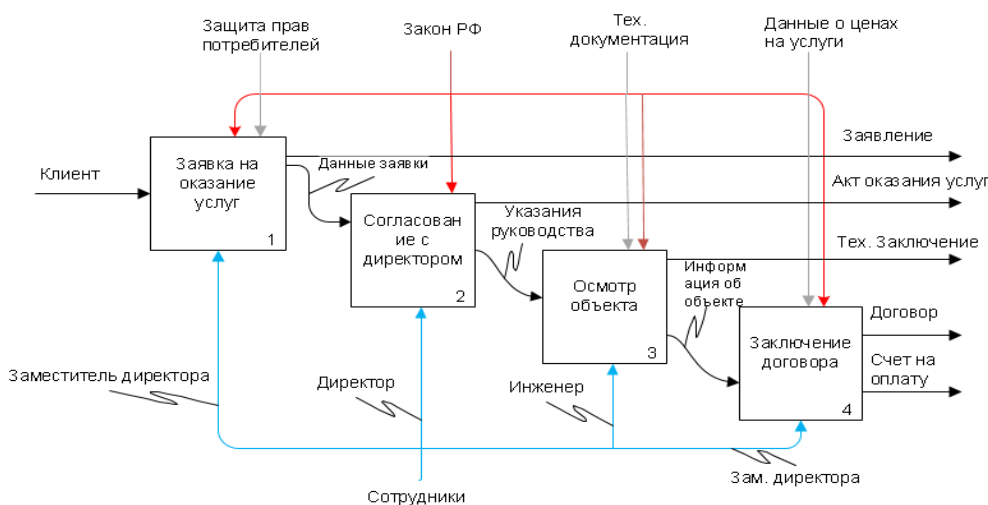 Защита прав
потребителей
Закон РФ
Тех.
документация
Данные о ценах
на услуги
Клиент
Заявка на
оказание
услуг
1
Данные заявки
Заявление
Акт оказания услуг
Согласован
ие с
директором
2
Указания
руководства
Тех. Заключение
Осмотр
объекта
3
Информ
ация об
объекте
Заключение
договора
4
Договор
Счет на
оплату
Заместитель директора
Директор
Инженер
Зам. директора
Сотрудники